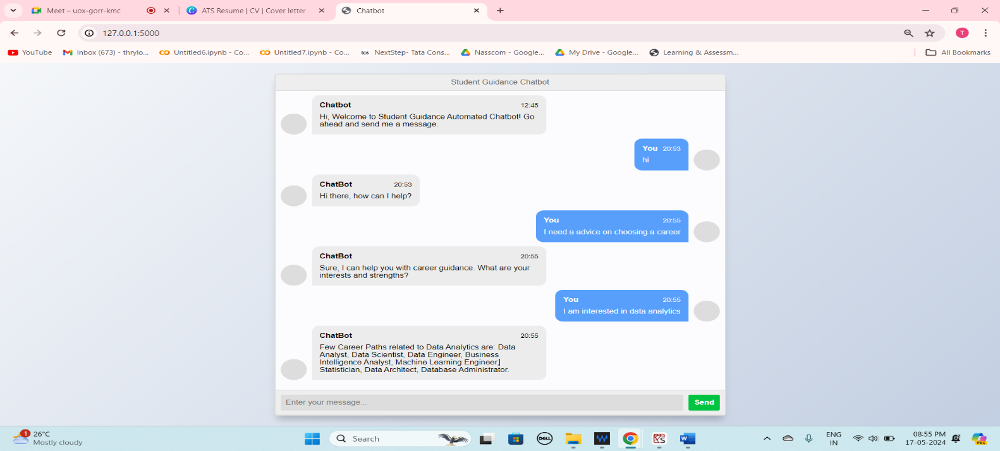 Meet – uox-gorr-kmc
ATS Resume | CV | Cover letter -
Chatbot
127.0.0.1:5000
T
YouTube
Inbox (673) - thrylo...
Untitled6.ipynb - Co...
Untitled7.ipynb - Co...
tcs
NextStep- Tata Cons...
Nasscom - Google...
My Drive - Google...
Learning & Assessm...
All Bookmarks
Student Guidance Chatbot
Chatbot 12:45
Hi, Welcome to Student Guidance Automated Chatbot! Go
ahead and send me a message.
You 20:53
hi
ChatBot 20:53
Hi there, how can I help?
You 20:55
I need a advice on choosing a career
ChatBot 20:55
Sure, I can help you with career guidance. What are your
interests and strengths?
You 20:55
I am interested in data analytics
ChatBot 20:55
Few Career Paths related to Data Analytics are: Data
Analyst, Data Scientist, Data Engineer, Business
Intelligence Analyst, Machine Learning Engineer,
Statistician, Data Architect, Database Administrator.
Enter your message...
Send
1
26°C
Mostly cloudy
Search
DELL
W
ENG
IN
08:55 PM
17-05-2024
PRE